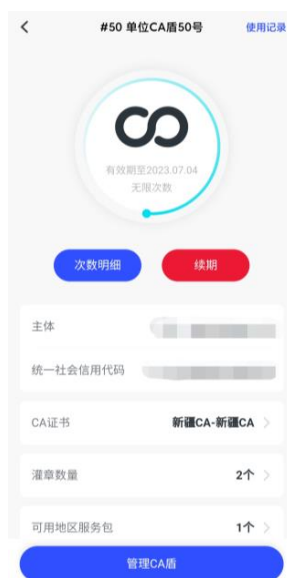 #50 单位CA盾50号
使用记录
有效期至2023.07.04
无限次数
次数明细
续期
主体
统一社会信用代码
CA证书 新疆CA-新疆CA
灌章数量 2个
可用地区服务包 1个
管理CA盾